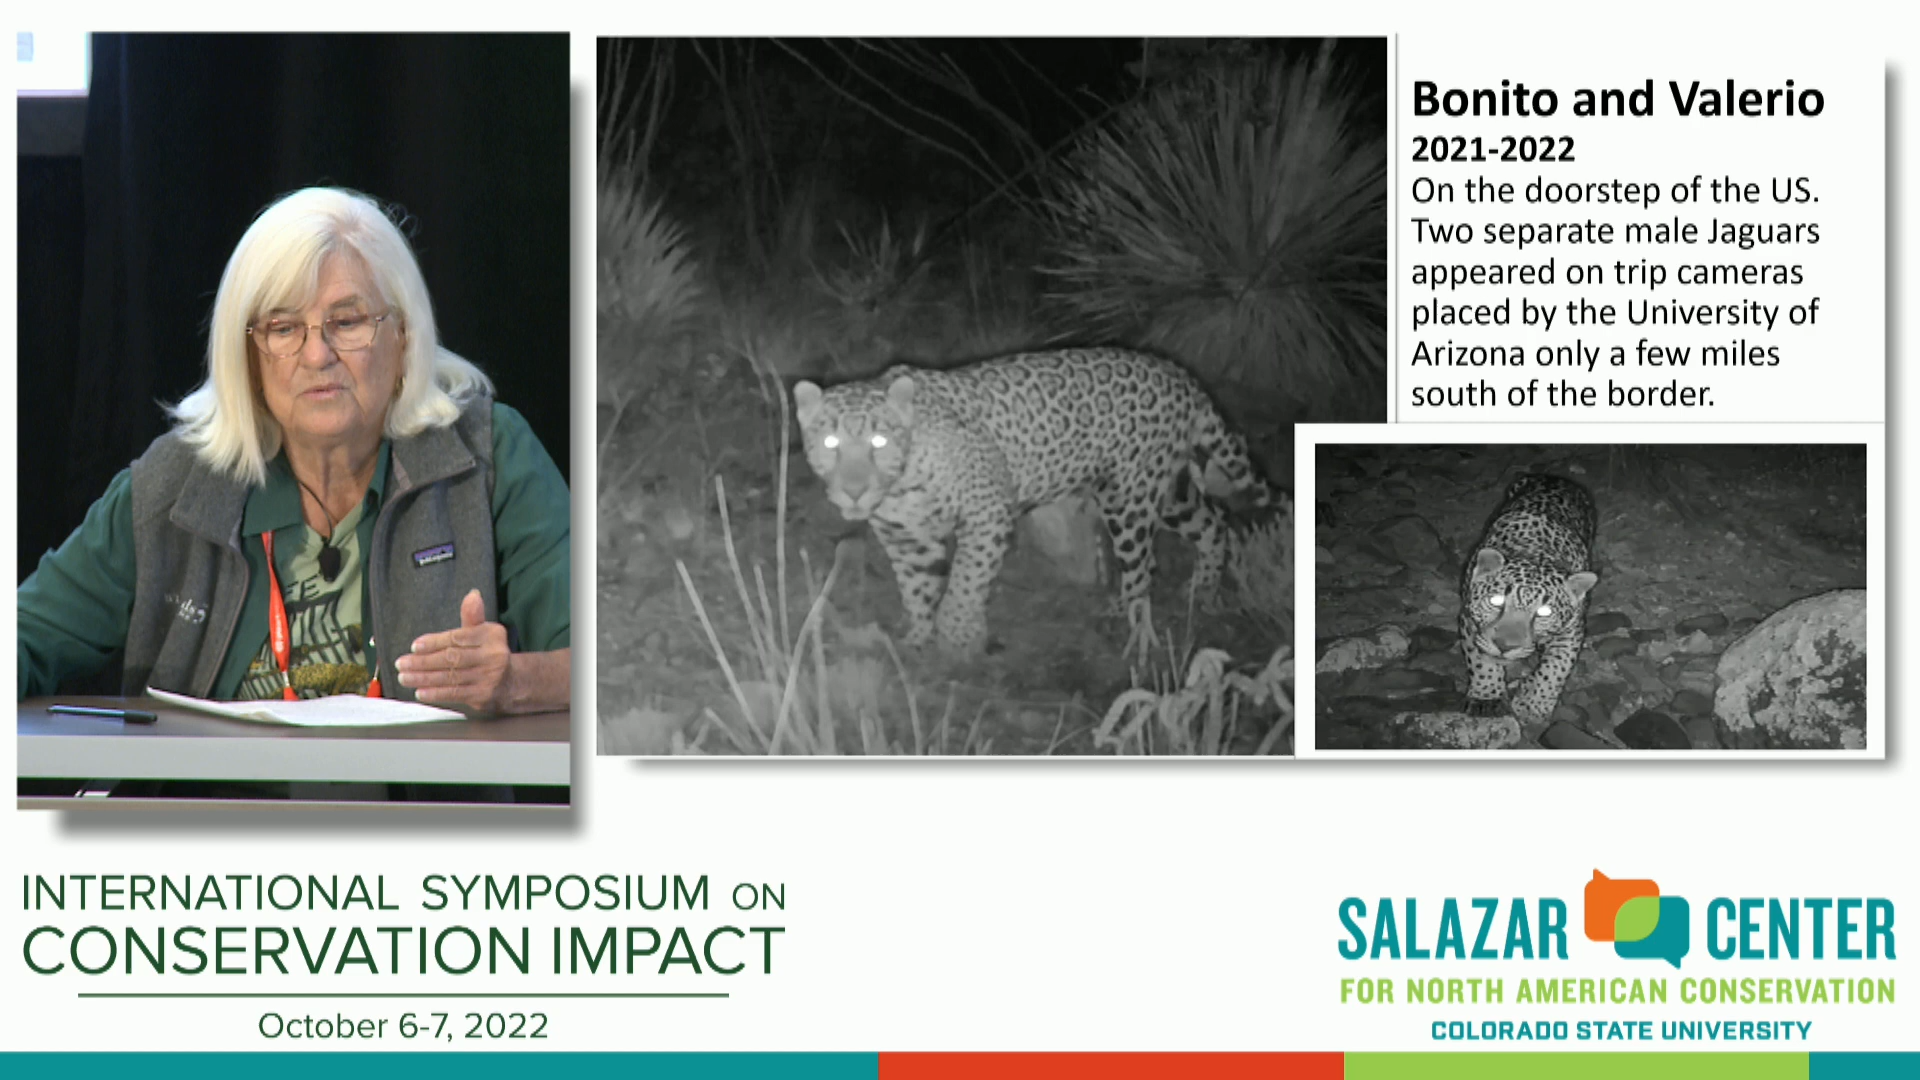 Bonito and Valerio
2021-2022
On the doorstep of the US.
Two separate male Jaguars
appeared on trip cameras
placed by the University of
Arizona only a few miles
south of the border.
patagonia
INTERNATIONAL SYMPOSIUM ON
CONSERVATION IMPACT
October 6-7, 2022
SALAZAR CENTER
FOR NORTH AMERICAN CONSERVATION
COLORADO STATE UNIVERSITY